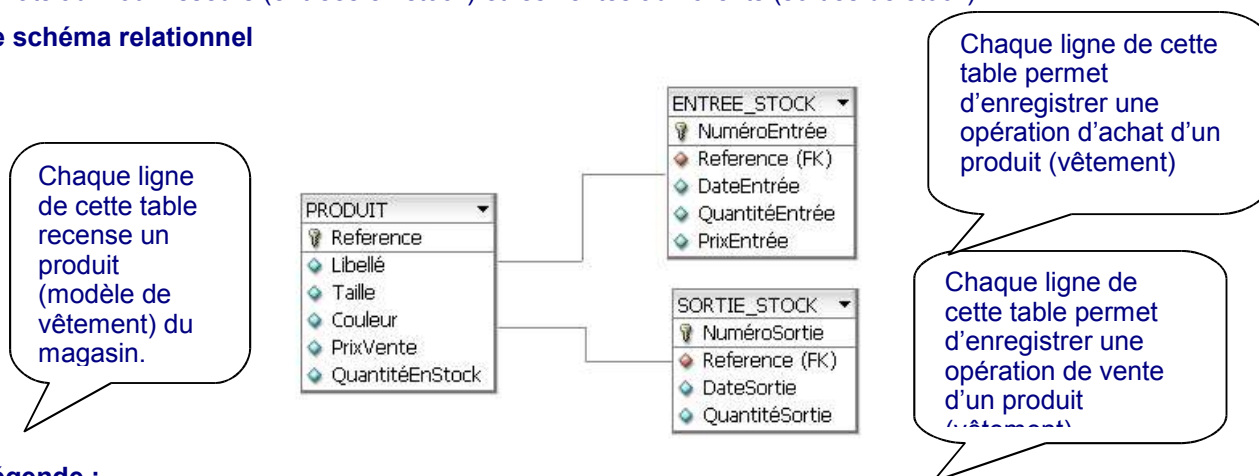 schéma relationnel
Chaque ligne de cette
table permet
d'enregistrer une
opération d'achat d'un
produit (vêtement)
ENTREE_STOCK
NuméroEntrée
Reference (FK)
DateEntrée
QuantitéEntrée
PrixEntrée
Chaque ligne
de cette table
recense un
produit
(modèle de
vêtement) du
magasin.
PRODUIT
Reference
Libellé
Taille
Couleur
PrixVente
QuantitéEnStock
SORTIE_STOCK
NuméroSortie
Reference (FK)
DateSortie
QuantitéSortie
Chaque ligne de
cette table permet
d'enregistrer une
opération de vente
d'un produit